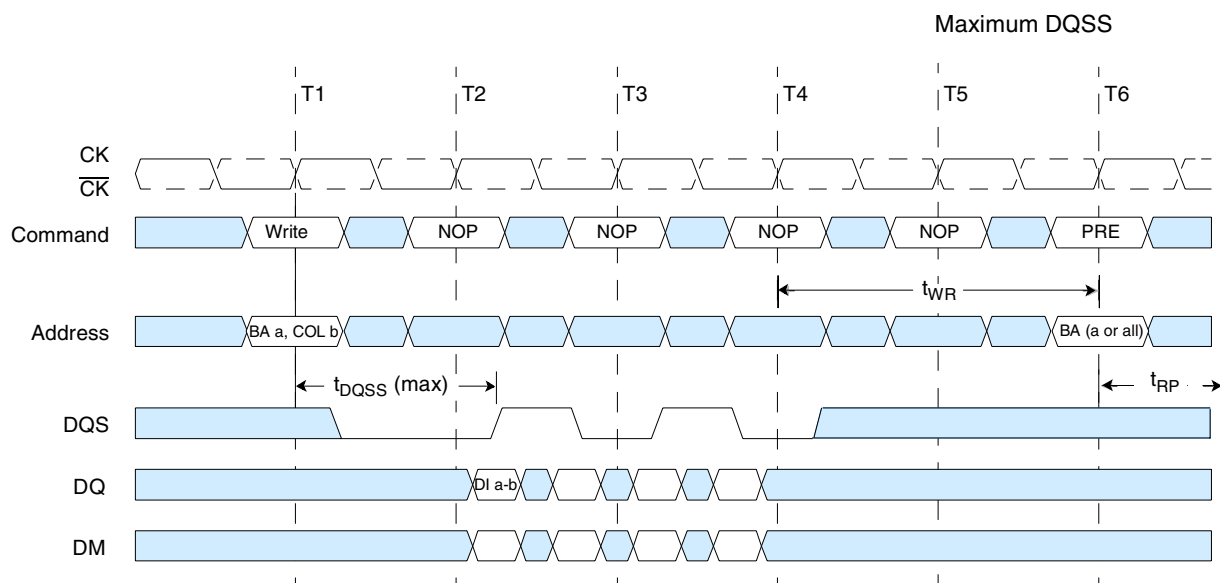 Maximum DQSS
T1 T2 T3 T4 T5 T6
CK
CK
Command Write NOP NOP NOP NOP PRE
tWR
Address BA a, COL b BA (a or all)
tDQSS (max) tRP
DQS
DQ DI a-b
DM